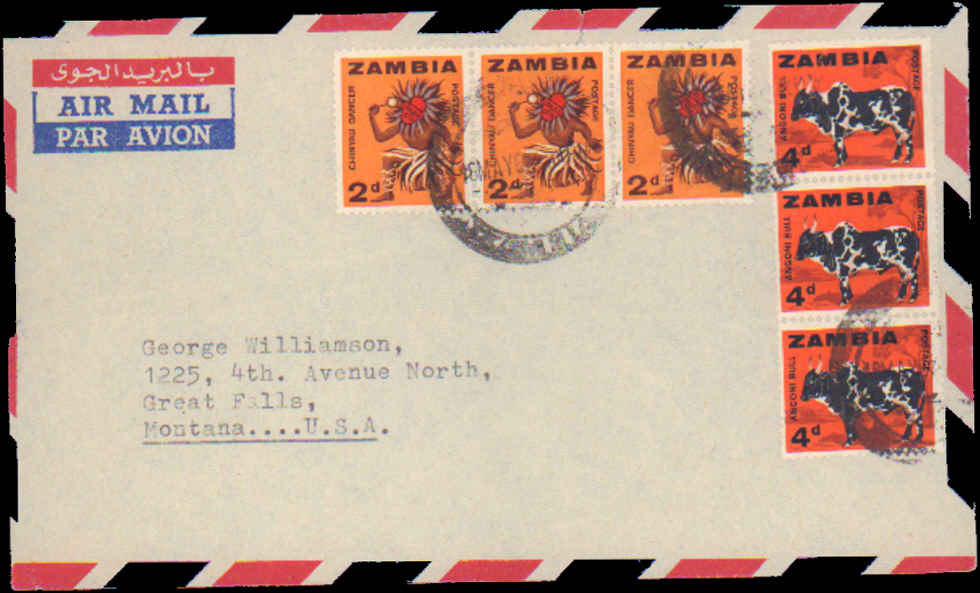 بالبريد الجوى
AIR MAIL
PAR AVION
ZAMBIA
CHINYAU DANCER
POSTAGE
2d
ZAMBIA
CHINYAU DANCER
POSTAGE
2d
ZAMBIA
CHINYAU DANCER
POSTAGE
2d
ZAMBIA
ANGONI BULL
POSTAGE
4d
ZAMBIA
ANGONI BULL
POSTAGE
4d
ZAMBIA
ANGONI BULL
POSTAGE
4d
MAY
George Williamson,
1225, 4th. Avenue North,
Great Falls,
Montana....U.S.A.